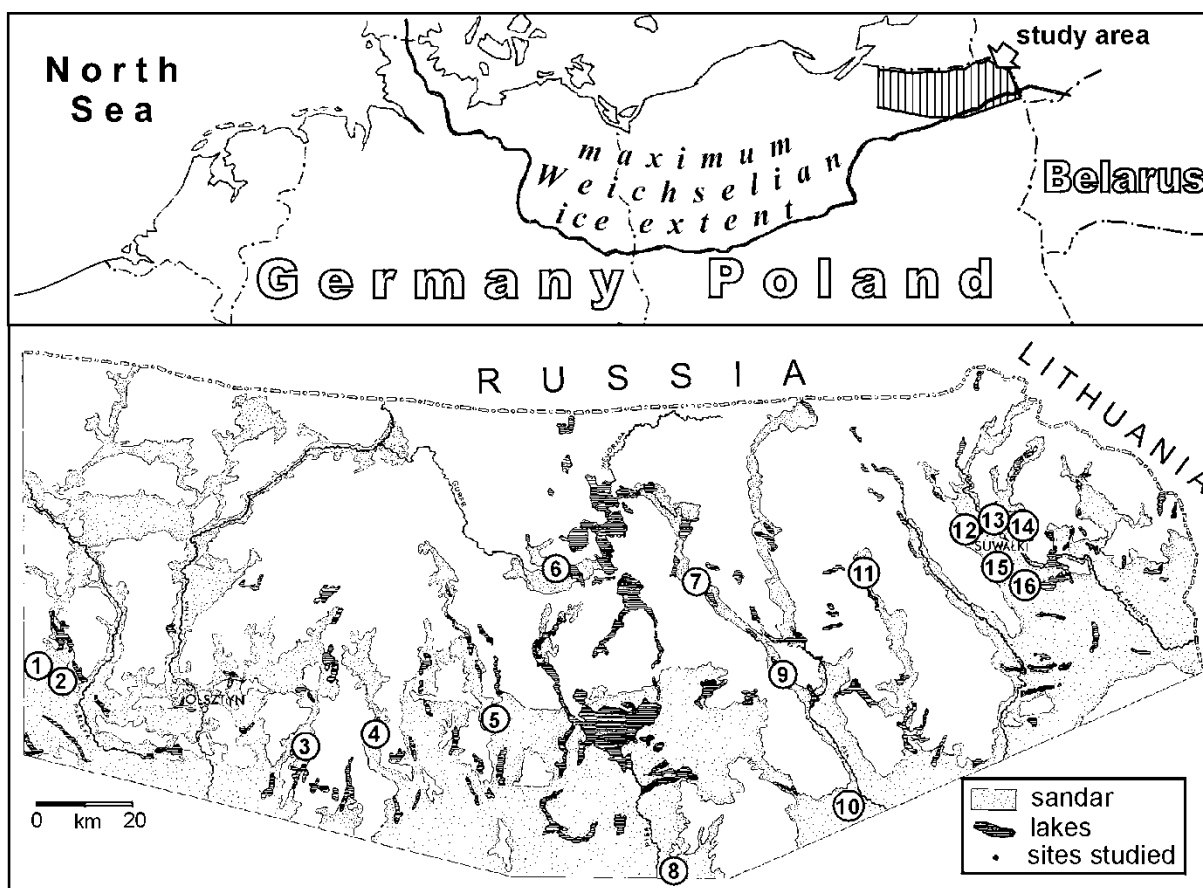 North
Sea
study area
maximum
Weichselian
ice extent
Belarus
Germany Poland
RUSSIA
LITHUANIA
GUBER
12 13 14
SUWAŁKI
6 7 11 15 16
1 2
OLSZTYN
9
3 4 5
10
8
0 km 20
sandar
lakes
sites studied